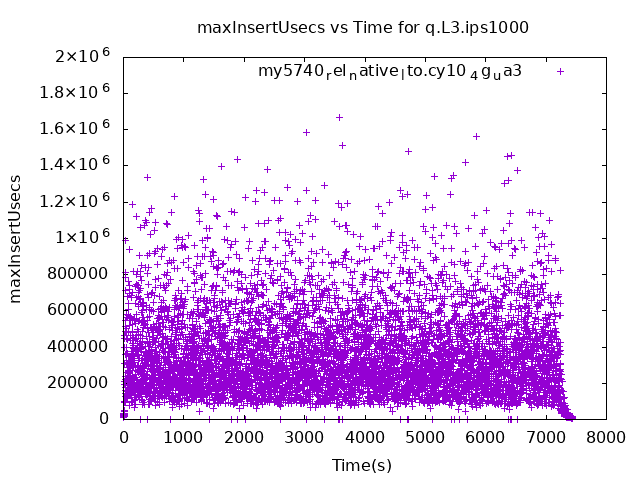 maxInsertUsecs vs Time for q.L3.ips1000
my5740relnativelto.cy104gua3
2×10^6
1.8×10^6
1.6×10^6
1.4×10^6
1.2×10^6
1×10^6
800000
600000
400000
200000
0
maxInsertUsecs
0 1000 2000 3000 4000 5000 6000 7000 8000
Time(s)